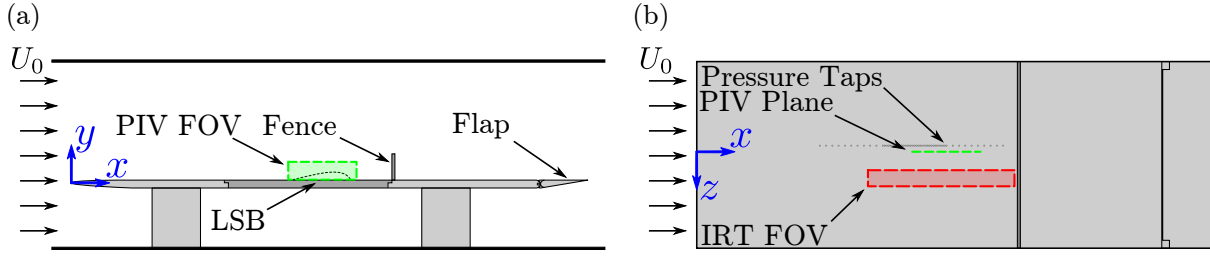 (a)
U₀
PIV FOV
Fence
Flap
y
x
LSB
(b)
U₀
Pressure Taps
PIV Plane
x
z
IRT FOV